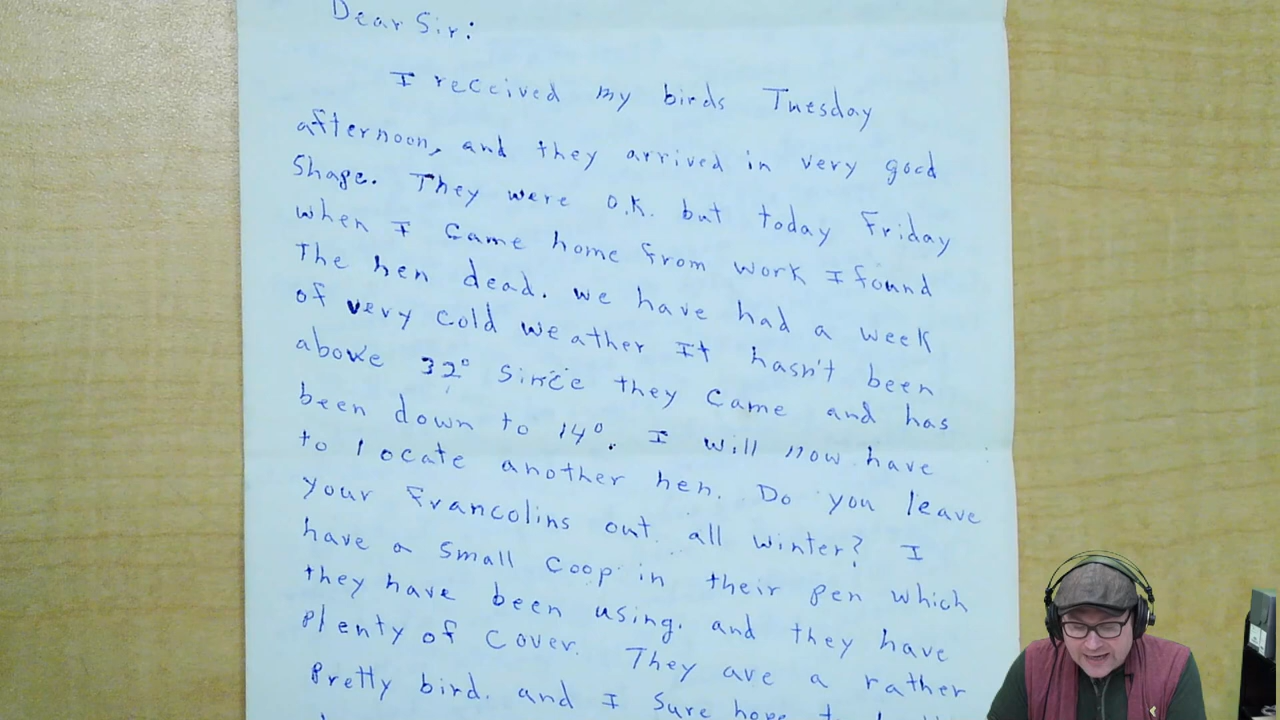 Dear Sir:
I received my birds Tuesday
afternoon, and they arrived in very good
Shape. They were O.K. but today Friday
when I came home from work I found
The hen dead. we have had a week
of very cold weather It hasn't been
above 32° since they came and has
been down to 14°. I will now have
to locate another hen. Do you leave
your Francolins out all winter? I
have a small coop in their pen which
they have been using. and they have
plenty of cover. They are a rather
Pretty bird. and I sure hope